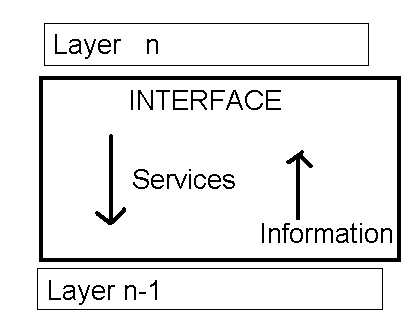 Layer n
INTERFACE
Services
Information
Layer n-1